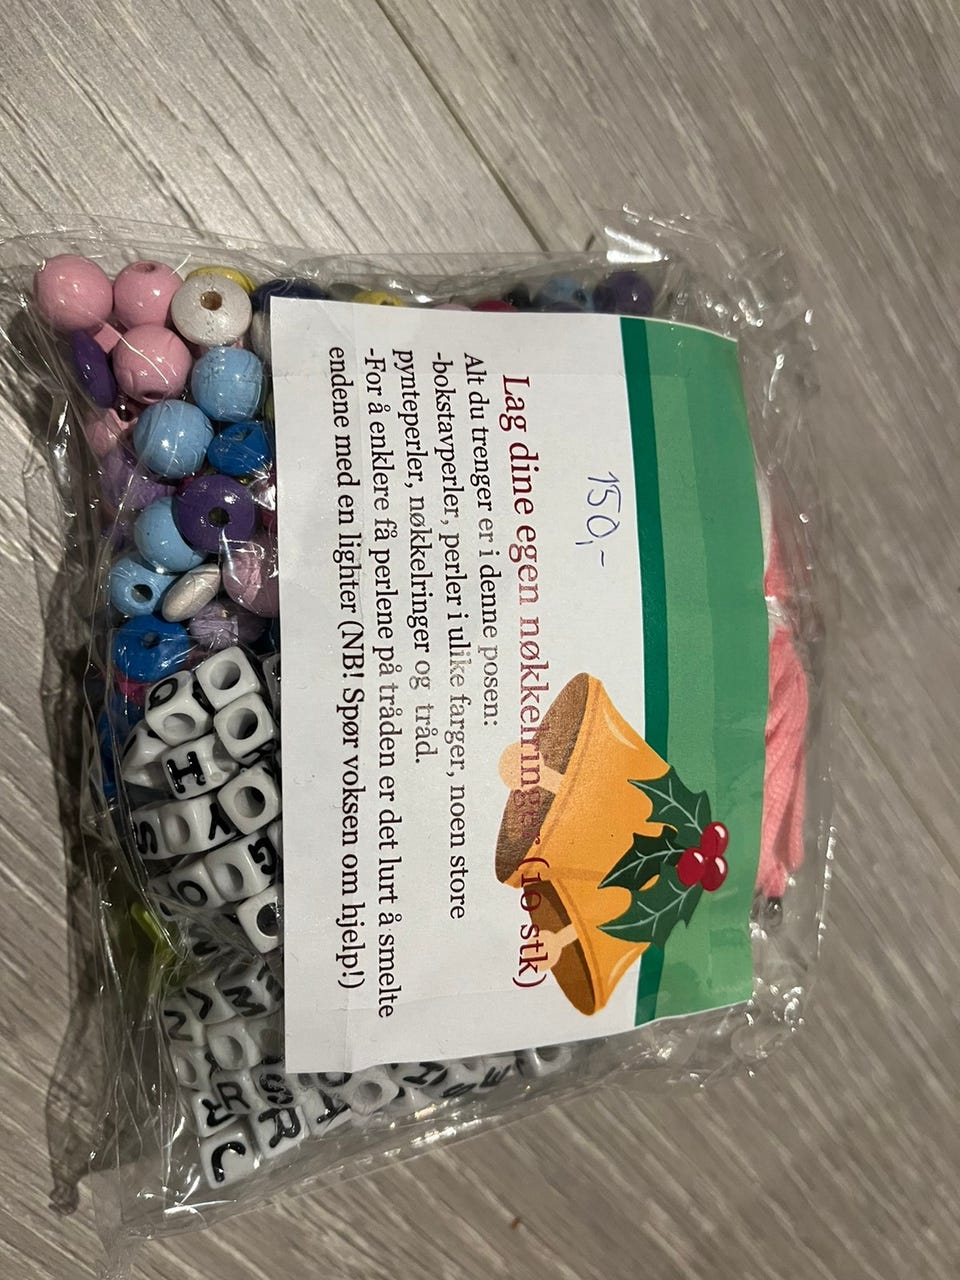 150,-
Lag dine egen nøkkelringer (10 stk)
Alt du trenger er i denne posen:
-bokstavperler, perler i ulike farger, noen store
pynteperler, nøkkelringer og tråd.
-For å enklere få perlene på tråden er det lurt å smelte
endene med en lighter (NB! Spør voksen om hjelp!)